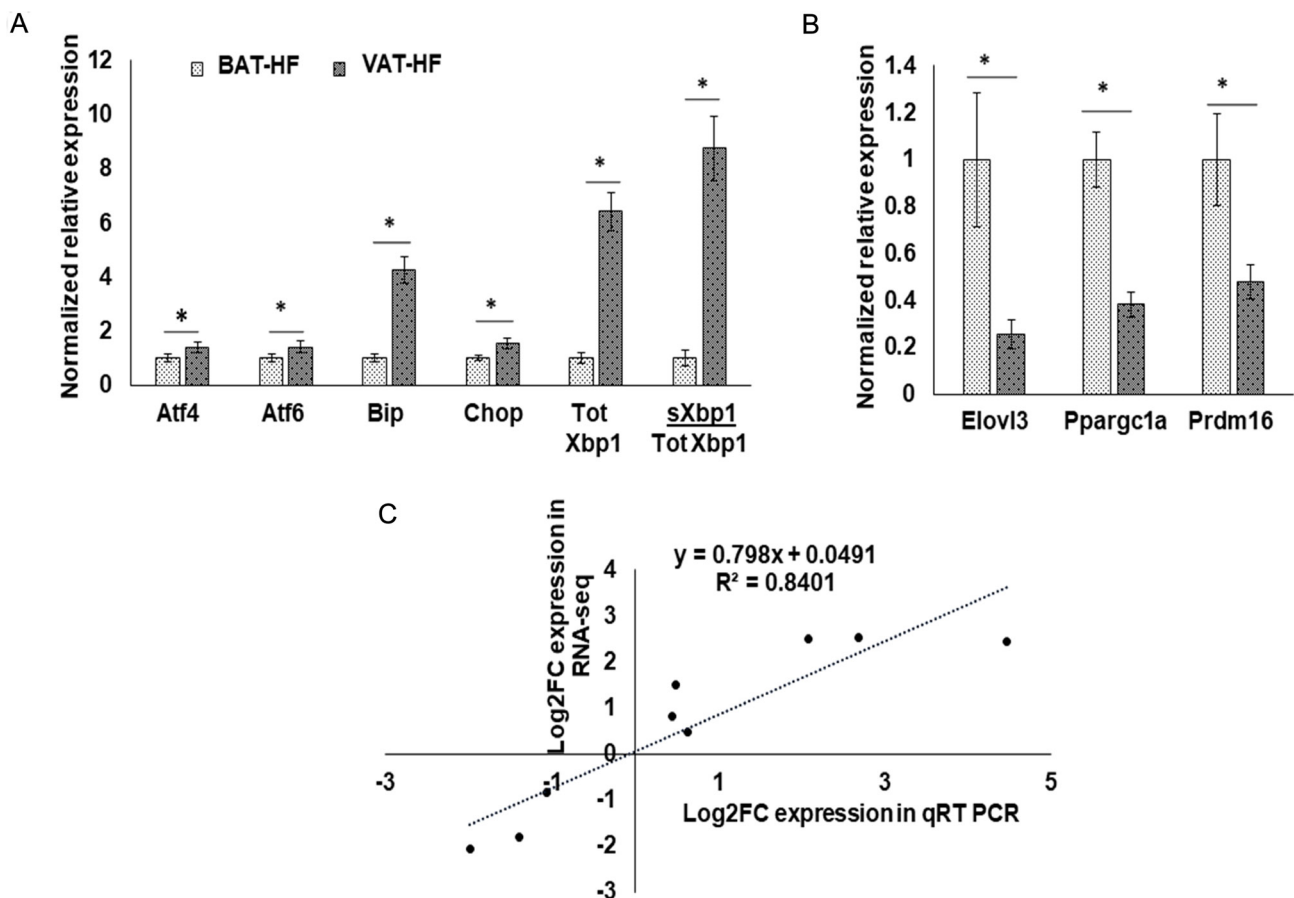 A
Normalized relative expression
12
10
8
6
4
2
0
BAT-HF
VAT-HF
*
*
*
*
*
*
Atf4
Atf6
Bip
Chop
Tot
Xbp1
sXbp1
Tot Xbp1
B
Normalized relative expression
1.4
1.2
1
0.8
0.6
0.4
0.2
0
*
*
*
Elovl3
Ppargc1a
Prdm16
C
Log2FC expression in
RNA-seq
y = 0.798x + 0.0491
R² = 0.8401
4
3
2
1
0
-1
-2
-3
-3
-1
1
3
5
Log2FC expression in qRT PCR